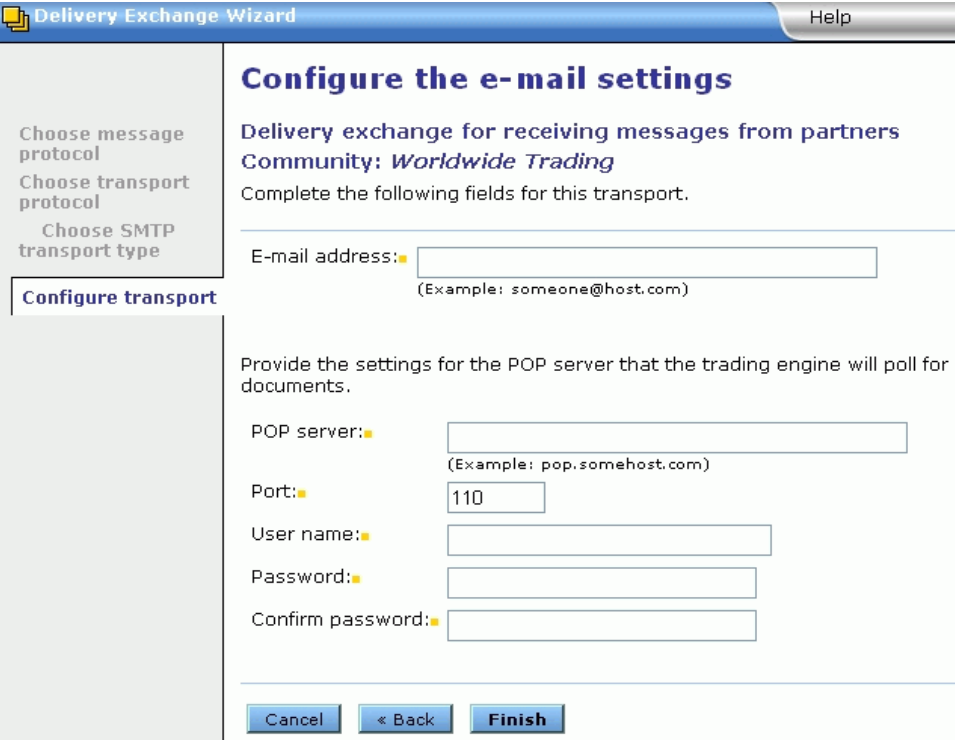 Delivery Exchange Wizard
Help
Choose message
protocol
Choose transport
protocol
Choose SMTP
transport type
Configure transport
Configure the e-mail settings
Delivery exchange for receiving messages from partners
Community: Worldwide Trading
Complete the following fields for this transport.
E-mail address:
(Example: someone@host.com)
Provide the settings for the POP server that the trading engine will poll for
documents.
POP server:
(Example: pop.somehost.com)
Port: 110
User name:
Password:
Confirm password:
Cancel « Back Finish